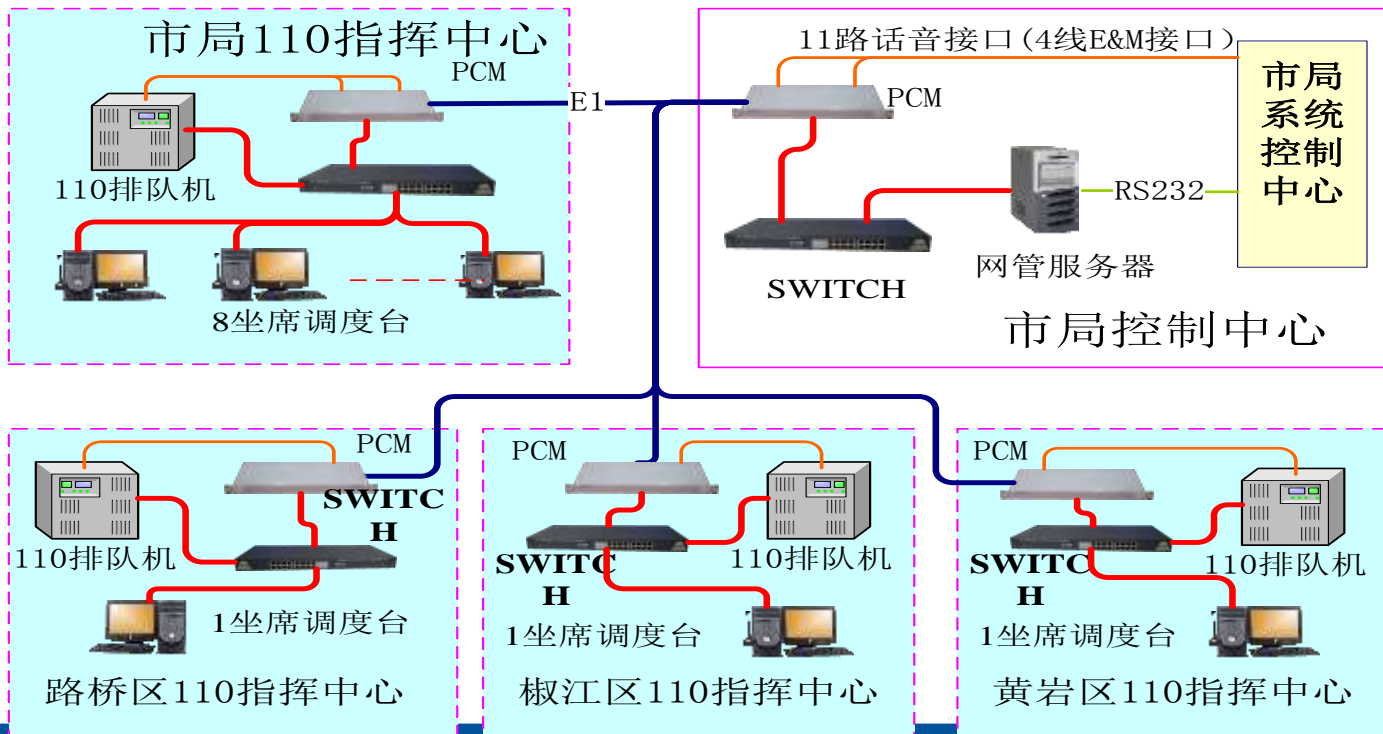 市局110指挥中心
PCM
110排队机
8坐席调度台
E1
11路话音接口(4线E&M接口)
PCM
市局
系统
控制
中心
RS232
网管服务器
SWITCH
市局控制中心
PCM
SWITC
H
110排队机
1坐席调度台
路桥区110指挥中心
PCM
SWITC
H
110排队机
1坐席调度台
椒江区110指挥中心
PCM
SWITC
H
110排队机
1坐席调度台
黄岩区110指挥中心